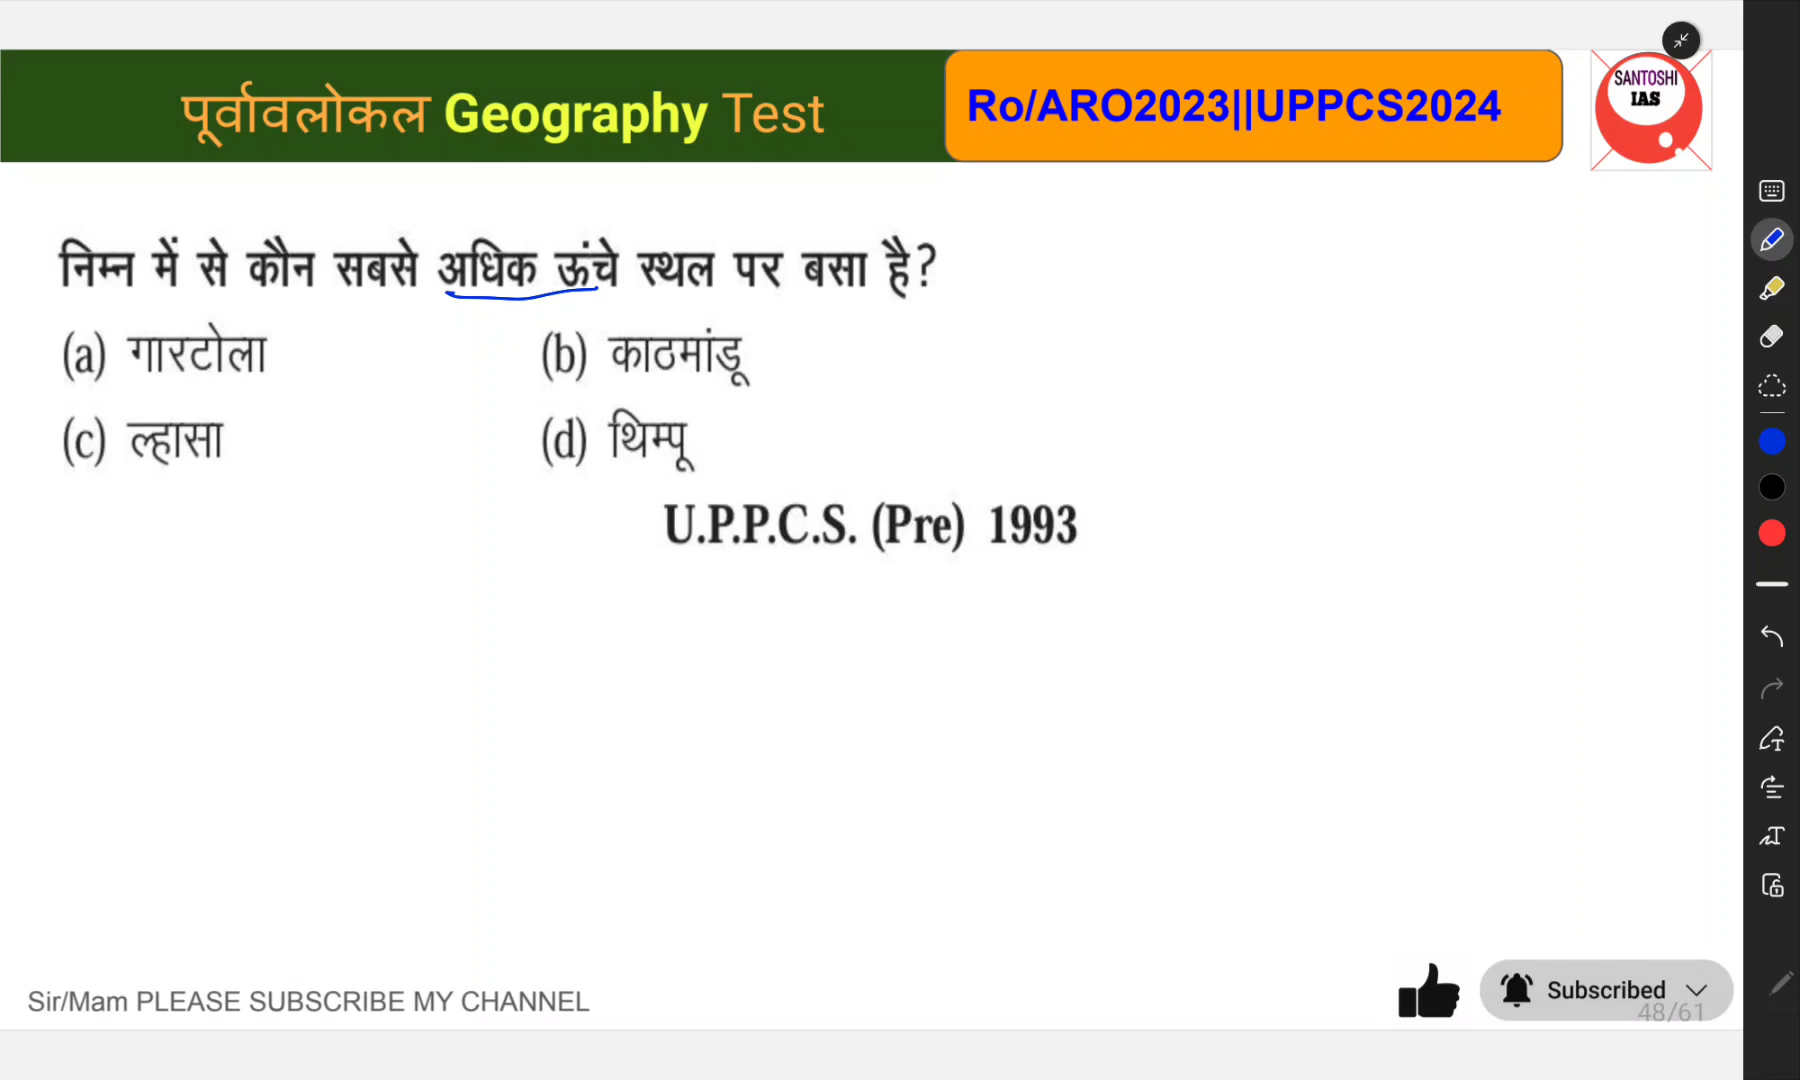 पूर्वावलोकल Geography Test
Ro/ARO2023||UPPCS2024
SANTOSHI
IAS
निम्न में से कौन सबसे अधिक ऊंचे स्थल पर बसा है?
(a) गारटोला
(b) काठमांडू
(c) ल्हासा
(d) थिम्पू
U.P.P.C.S. (Pre) 1993
Sir/Mam PLEASE SUBSCRIBE MY CHANNEL
Subscribed
48/61